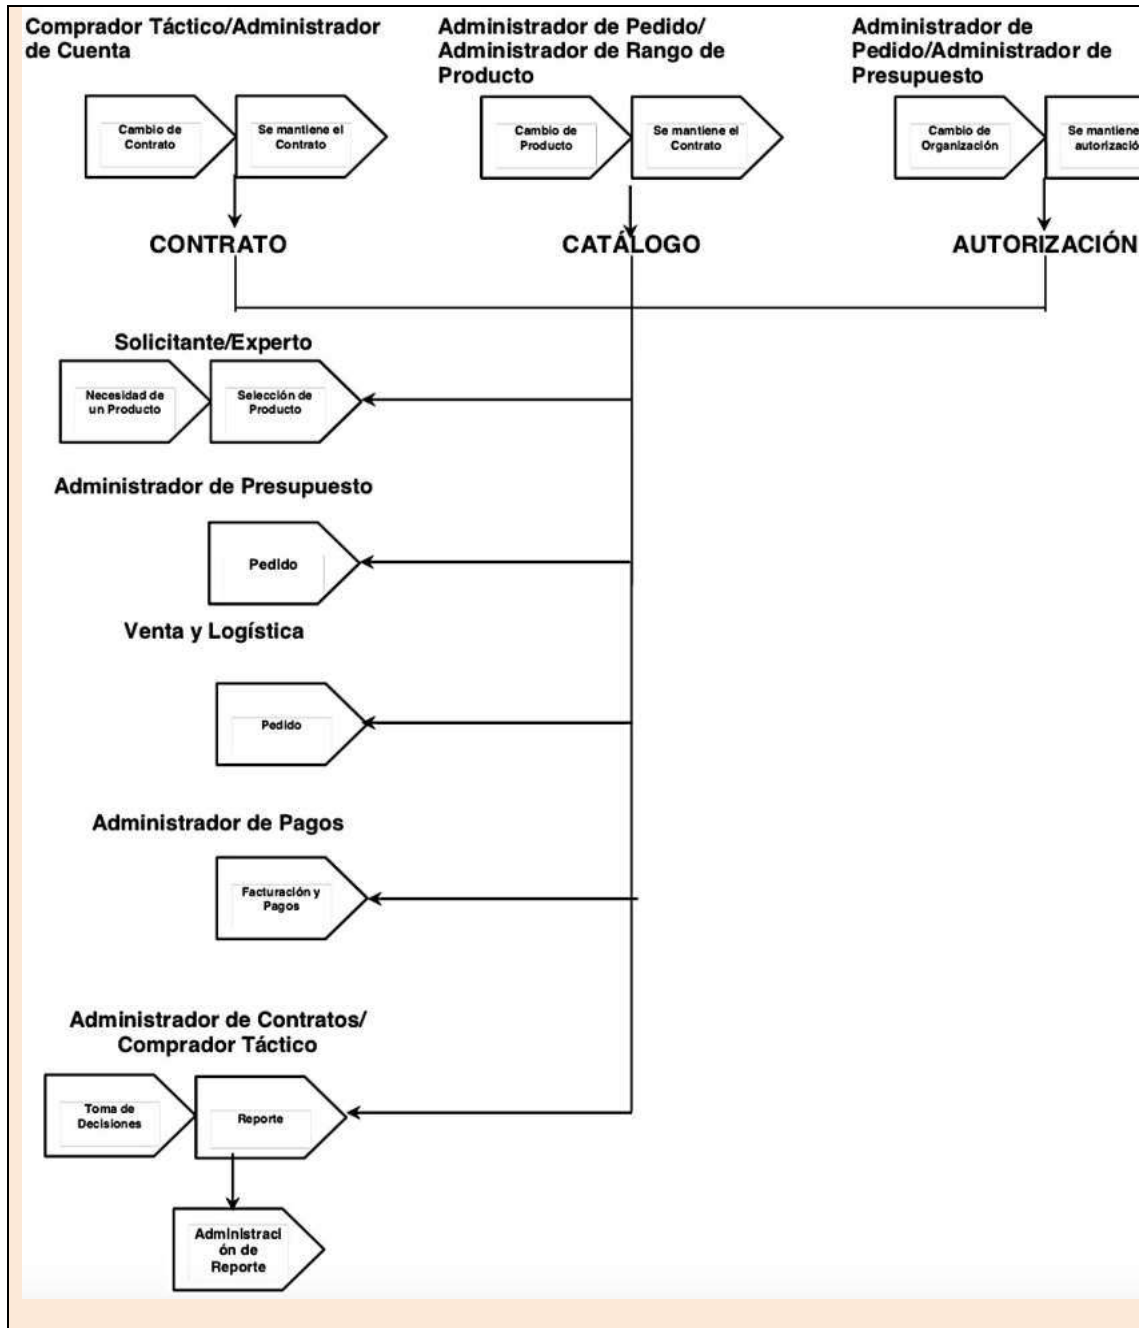 Comprador Táctico/Administrador
de Cuenta
Administrador de Pedido/
Administrador de Rango de
Producto
Administrador de
Pedido/Administrador de
Presupuesto
Cambio de
Contrato
Se mantiene el
Contrato
Cambio de
Producto
Se mantiene el
Contrato
Cambio de
Organización
Se mantiene
autorizació
CONTRATO
CATÁLOGO
AUTORIZACIÓN
Solicitante/Experto
Necesidad de
un Producto
Selección de
Producto
Administrador de Presupuesto
Pedido
Venta y Logística
Pedido
Administrador de Pagos
Facturación y
Pagos
Administrador de Contratos/
Comprador Táctico
Toma de
Decisiones
Reporte
Administraci
ón de
Reporte